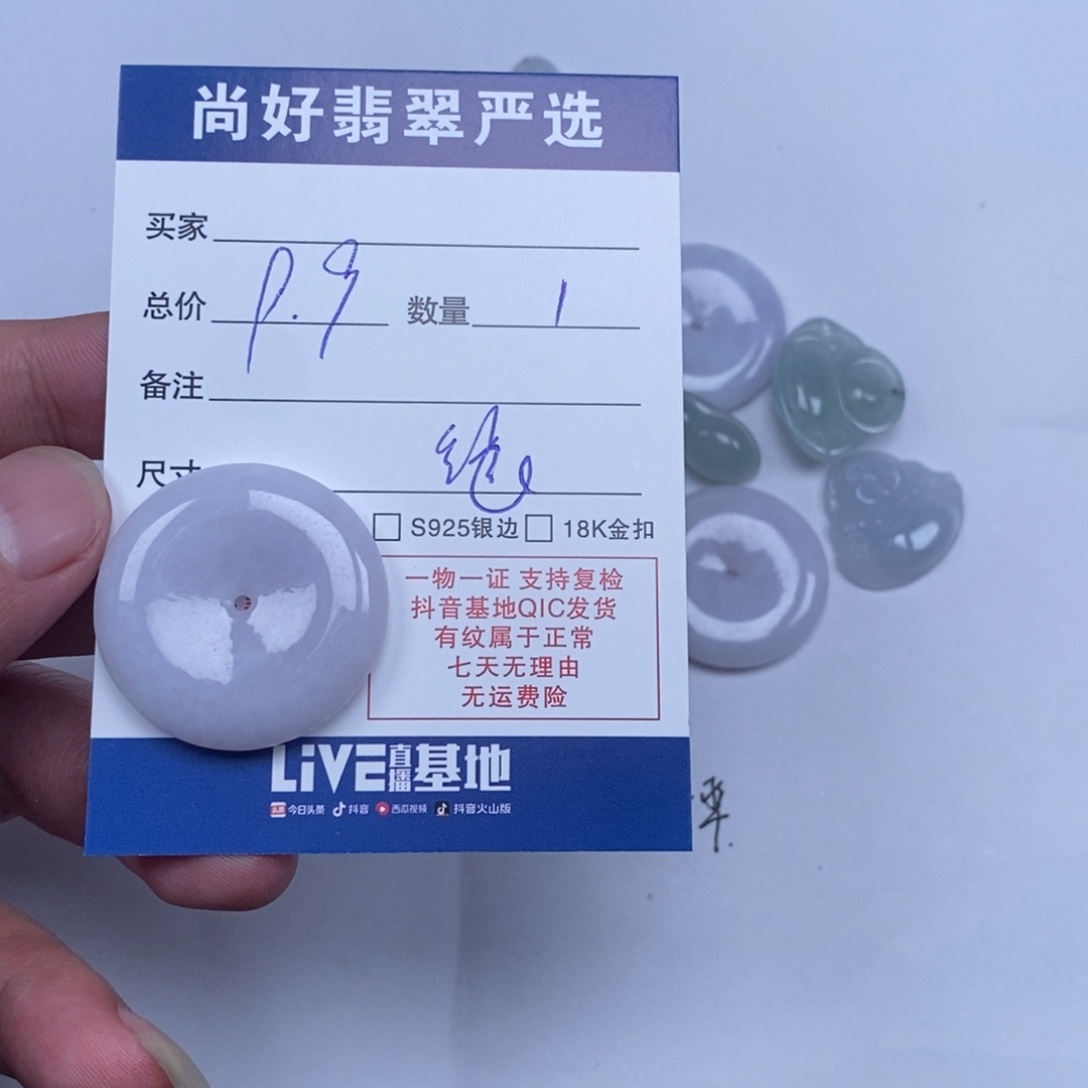 尚好翡翠严选
买家
总价 P.9 数量 1
备注
尺寸 绳
S925银边 18K金扣
一物一证 支持复检
抖音基地QIC发货
有纹属于正常
七天无理由
无运费险
LiVE直播基地
今日头条 抖音 西瓜视频 抖音火山版